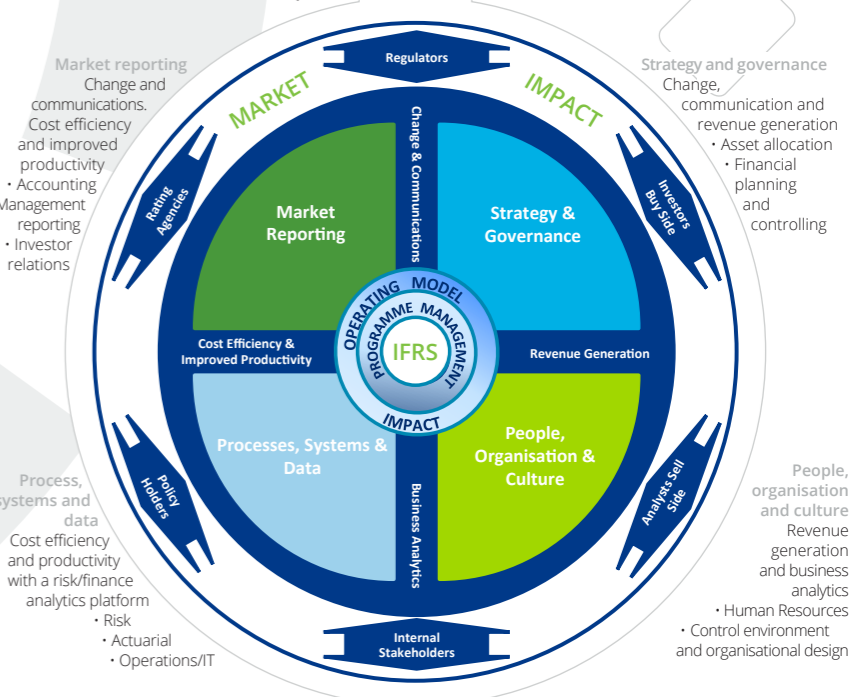 Regulators
MARKET
IMPACT
Market reporting
Change and
communications.
Cost efficiency
and improved
productivity
• Accounting
Management
reporting
• Investor
relations
Strategy and governance
Change,
communication and
revenue generation
• Asset allocation
• Financial
planning
and
controlling
Rating
Agencies
Investors
Buy Side
Change & Communications
Market
Reporting
Strategy &
Governance
OPERATING MODEL
PROGRAMME MANAGEMENT
IFRS
IMPACT
Cost Efficiency &
Improved Productivity
Revenue Generation
Processes, Systems &
Data
People,
Organisation &
Culture
Business Analytics
Policy
Holders
Analysts Sell
Side
Internal
Stakeholders
Process,
systems and
data
Cost efficiency
and productivity
with a risk/finance
analytics platform
• Risk
• Actuarial
• Operations/IT
People,
organisation
and culture
Revenue
generation
and business
analytics
• Human Resources
• Control environment
and organisational design